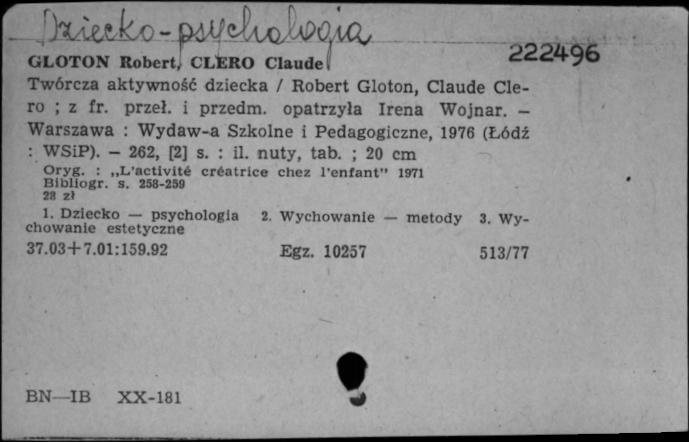 Dziecko-psychologia
222496
GLOTON Robert, CLERO Claude
Twórcza aktywność dziecka / Robert Gloton, Claude Cle-
ro ; z fr. przeł. i przedm. opatrzyła Irena Wojnar. —
Warszawa : Wydaw-a Szkolne i Pedagogiczne, 1976 (Łódź
: WSiP). — 262, [2] s. : il. nuty, tab. ; 20 cm
Oryg. : „L'activité créatrice chez l'enfant" 1971
Bibliogr. s. 258-259
28 zł
1. Dziecko — psychologia 2. Wychowanie — metody 3. Wy-
chowanie estetyczne
37.03+7.01:159.92 Egz. 10257 513/77
BN—IB XX-181